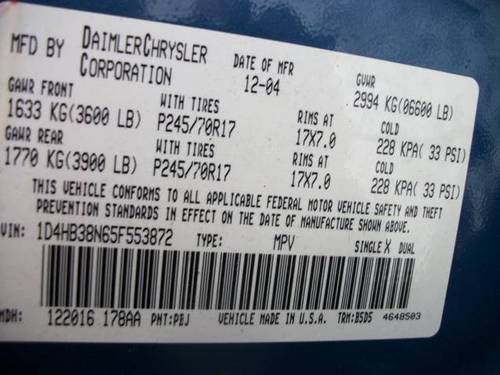 MFD BY DAIMLERCHRYSLER CORPORATION DATE OF MFR 12-04 GVWR 2994 KG(06600 LB)
GAWR FRONT WITH TIRES RIMS AT COLD
1633 KG(3600 LB) P245/70R17 17X7.0 228 KPA( 33 PSI)
GAWR REAR WITH TIRES RIMS AT COLD
1770 KG(3900 LB) P245/70R17 17X7.0 228 KPA( 33 PSI)
THIS VEHICLE CONFORMS TO ALL APPLICABLE FEDERAL MOTOR VEHICLE SAFETY AND THEFT
PREVENTION STANDARDS IN EFFECT ON THE DATE OF MANUFACTURE SHOWN ABOVE.
VIN: 1D4HB38N65F553872 TYPE: MPV SINGLE X DUAL
MDH: 122016 178AA PNT:PBJ VEHICLE MADE IN U.S.A. TRM:B5D5 4648503